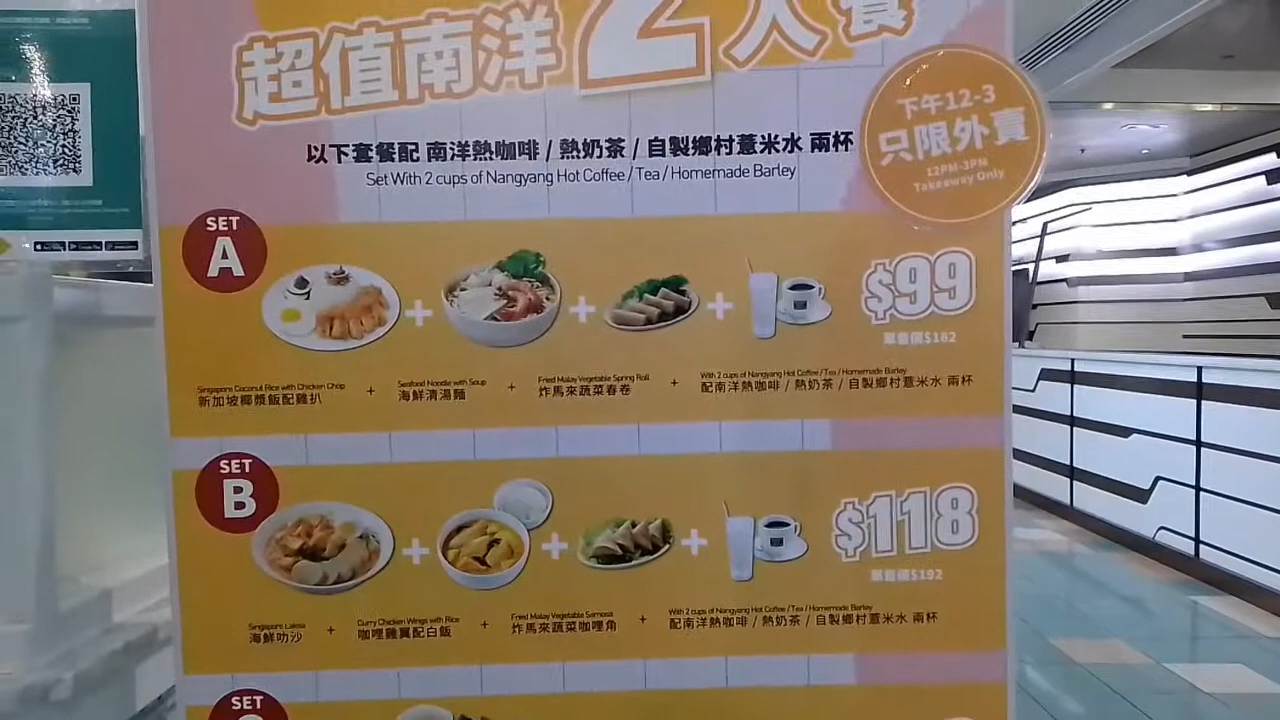 超值南洋2人餐
下午12-3
只限外賣
12PM-3PM
Takeaway Only
以下套餐配 南洋熱咖啡 / 熱奶茶 / 自製鄉村薏米水 兩杯
Set With 2 cups of Nangyang Hot Coffee / Tea / Homemade Barley
SET
A
+ + +
$99
單售價$182
Singapore Coconut Rice with Chicken Chop
新加坡椰漿飯配雞扒
+
Seafood Noodle with Soup
海鮮清湯麵
+
Fried Malay Vegetable Spring Roll
炸馬來蔬菜春卷
+
With 2 cups of Nangyang Hot Coffee / Tea / Homemade Barley
配南洋熱咖啡 / 熱奶茶 / 自製鄉村薏米水 兩杯
SET
B
+ + +
$118
單售價$192
Singapore Laksa
海鮮叻沙
+
Curry Chicken Wings with Rice
咖哩雞翼配白飯
+
Fried Malay Vegetable Samosa
炸馬來蔬菜咖哩角
+
With 2 cups of Nangyang Hot Coffee / Tea / Homemade Barley
配南洋熱咖啡 / 熱奶茶 / 自製鄉村薏米水 兩杯
SET